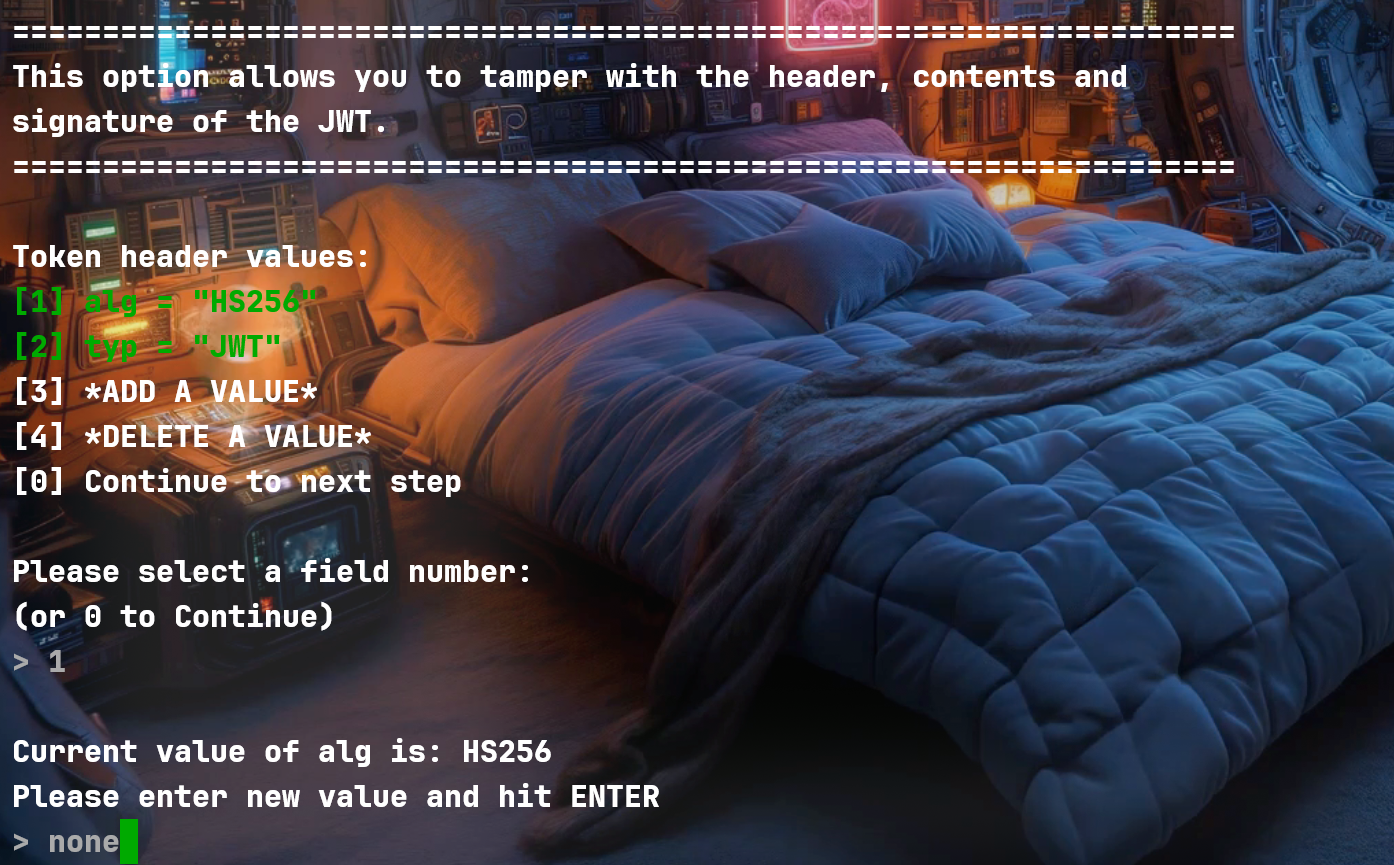 ====================================================================
This option allows you to tamper with the header, contents and
signature of the JWT.
====================================================================
Token header values:
[1] alg = "HS256"
[2] typ = "JWT"
[3] *ADD A VALUE*
[4] *DELETE A VALUE*
[0] Continue to next step
Please select a field number:
(or 0 to Continue)
> 1
Current value of alg is: HS256
Please enter new value and hit ENTER
> none